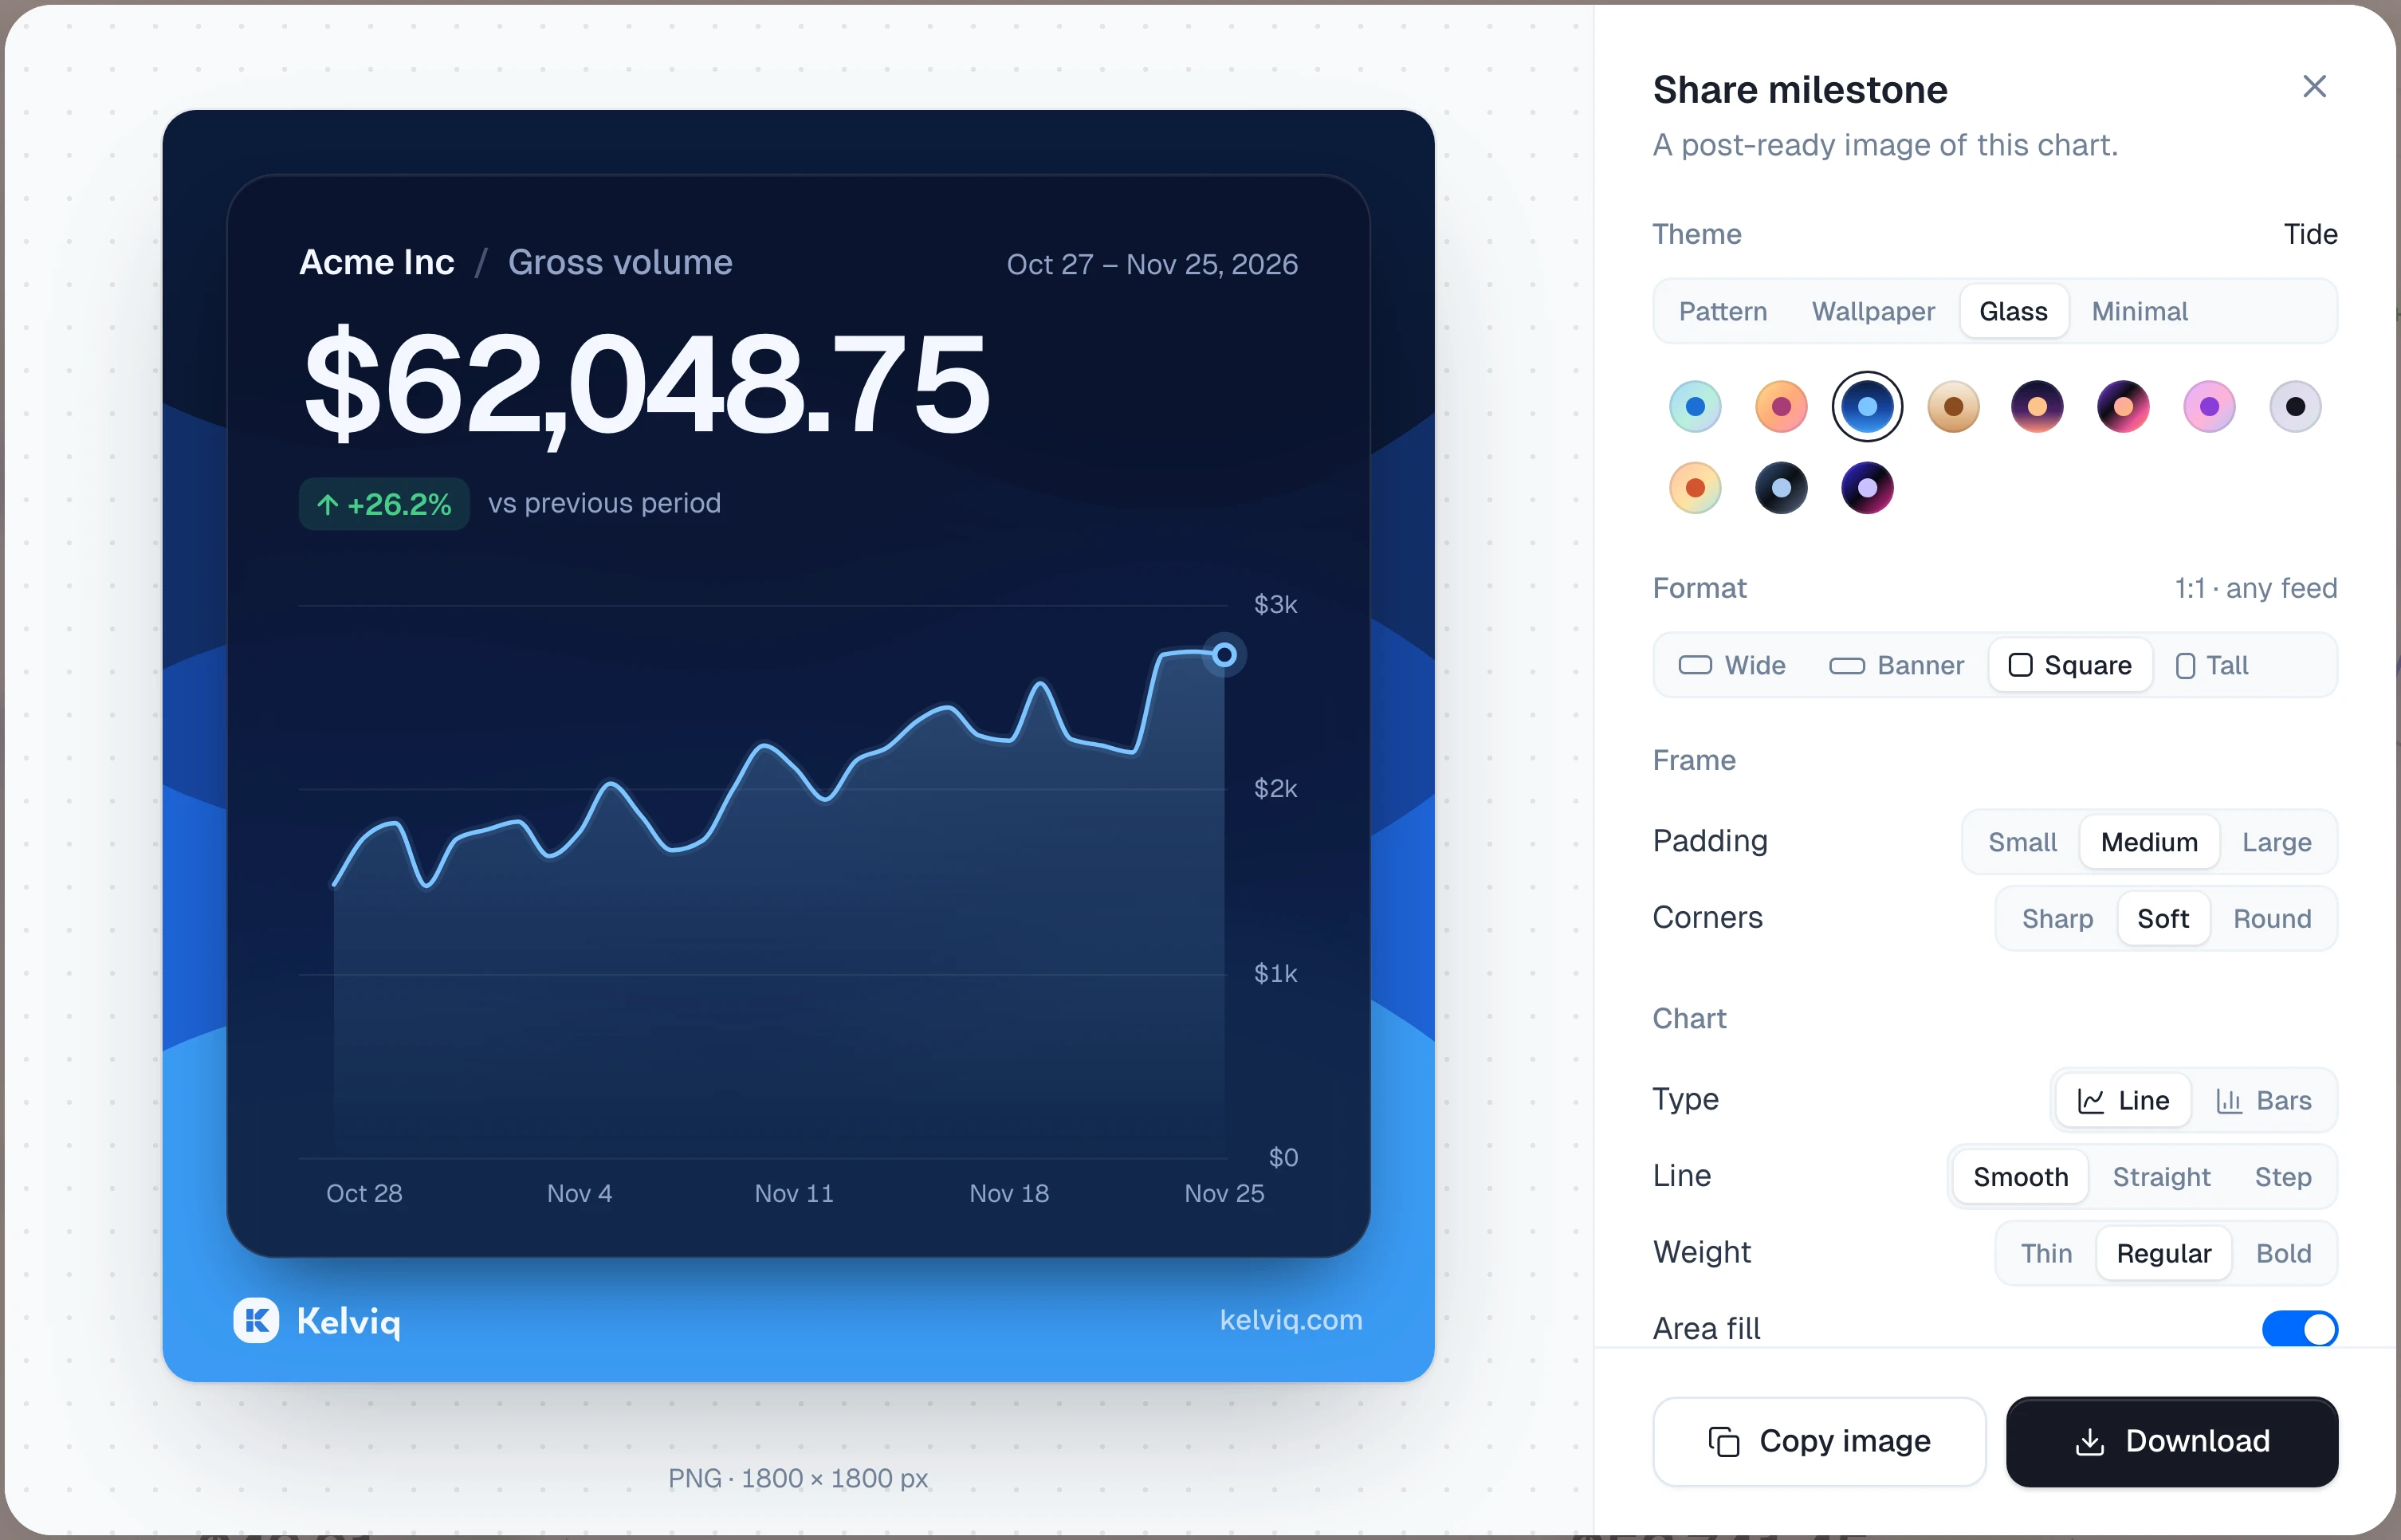 Share milestone
A post-ready image of this chart.
Theme
Tide
Pattern Wallpaper Glass Minimal
Format
1:1 · any feed
Wide Banner Square Tall
Frame
Padding
Small Medium Large
Corners
Sharp Soft Round
Chart
Type
Line Bars
Line
Smooth Straight Step
Weight
Thin Regular Bold
Area fill
Copy image
Download
Acme Inc / Gross volume
Oct 27 – Nov 25, 2026
$62,048.75
↑ +26.2% vs previous period
$3k
$2k
$1k
$0
Oct 28 Nov 4 Nov 11 Nov 18 Nov 25
Kelviq
kelviq.com
PNG · 1800 × 1800 px